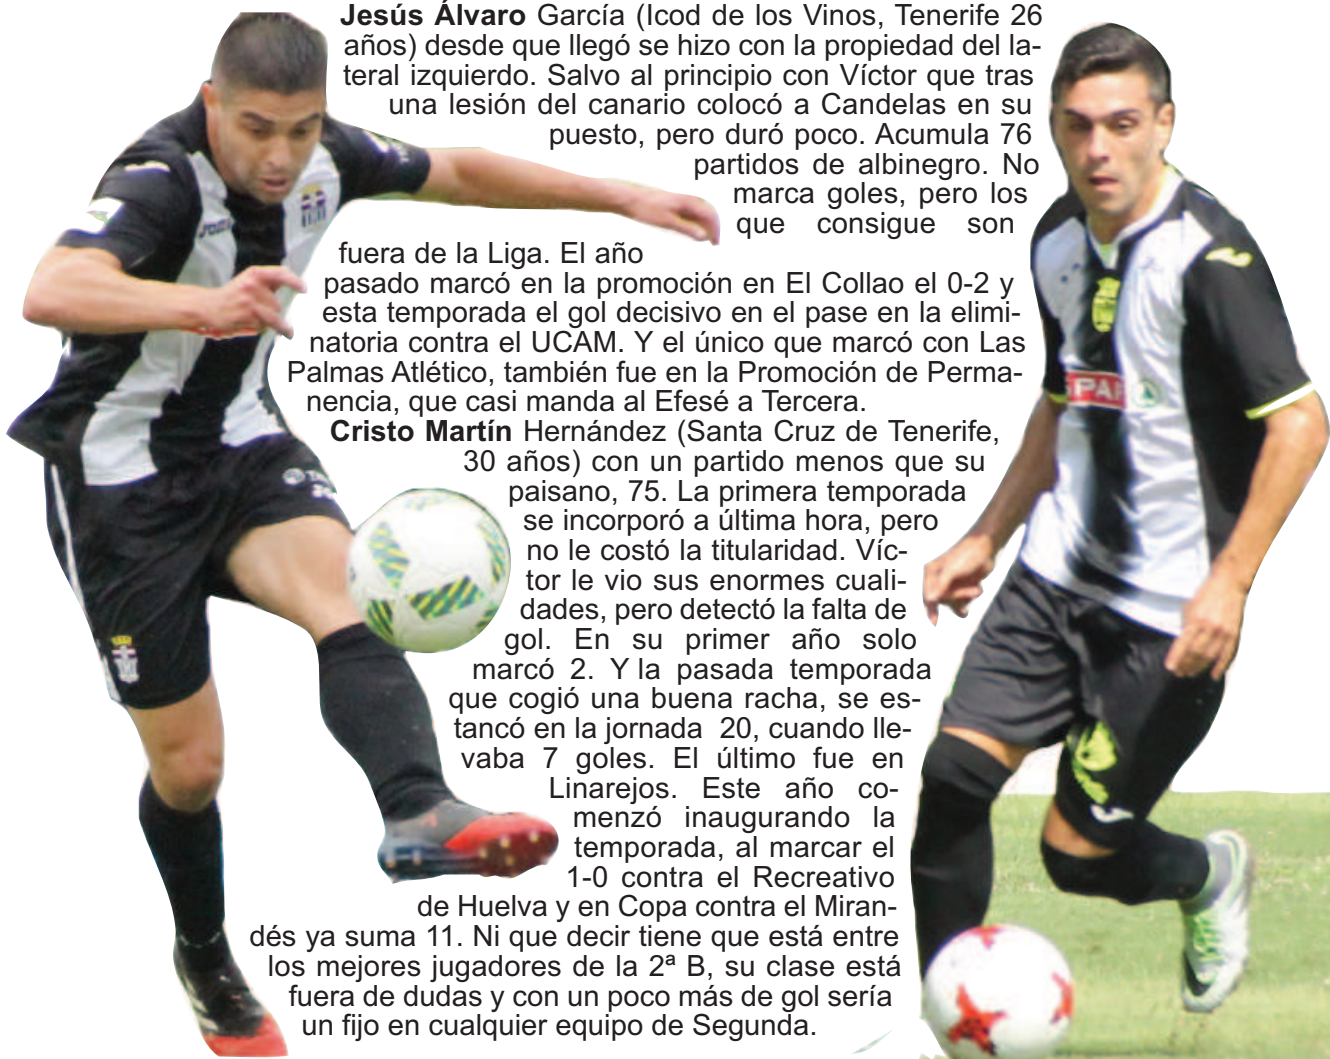 Jesús Álvaro García (Icod de los Vinos, Tenerife 26
años) desde que llegó se hizo con la propiedad del la-
teral izquierdo. Salvo al principio con Víctor que tras
una lesión del canario colocó a Candelas en su
puesto, pero duró poco. Acumula 76
partidos de albinegro. No
marca goles, pero los
que consigue son
fuera de la Liga. El año
pasado marcó en la promoción en El Collao el 0-2 y
esta temporada el gol decisivo en el pase en la elimi-
natoria contra el UCAM. Y el único que marcó con Las
Palmas Atlético, también fue en la Promoción de Perma-
nencia, que casi manda al Efesé a Tercera.
Cristo Martín Hernández (Santa Cruz de Tenerife,
30 años) con un partido menos que su
paisano, 75. La primera temporada
se incorporó a última hora, pero
no le costó la titularidad. Víc-
tor le vio sus enormes cuali-
dades, pero detectó la falta de
gol. En su primer año solo
marcó 2. Y la pasada temporada
que cogió una buena racha, se es-
tancó en la jornada 20, cuando lle-
vaba 7 goles. El último fue en
Linarejos. Este año co-
menzó inaugurando la
temporada, al marcar el
1-0 contra el Recreativo
de Huelva y en Copa contra el Miran-
dés ya suma 11. Ni que decir tiene que está entre
los mejores jugadores de la 2ª B, su clase está
fuera de dudas y con un poco más de gol sería
un fijo en cualquier equipo de Segunda.